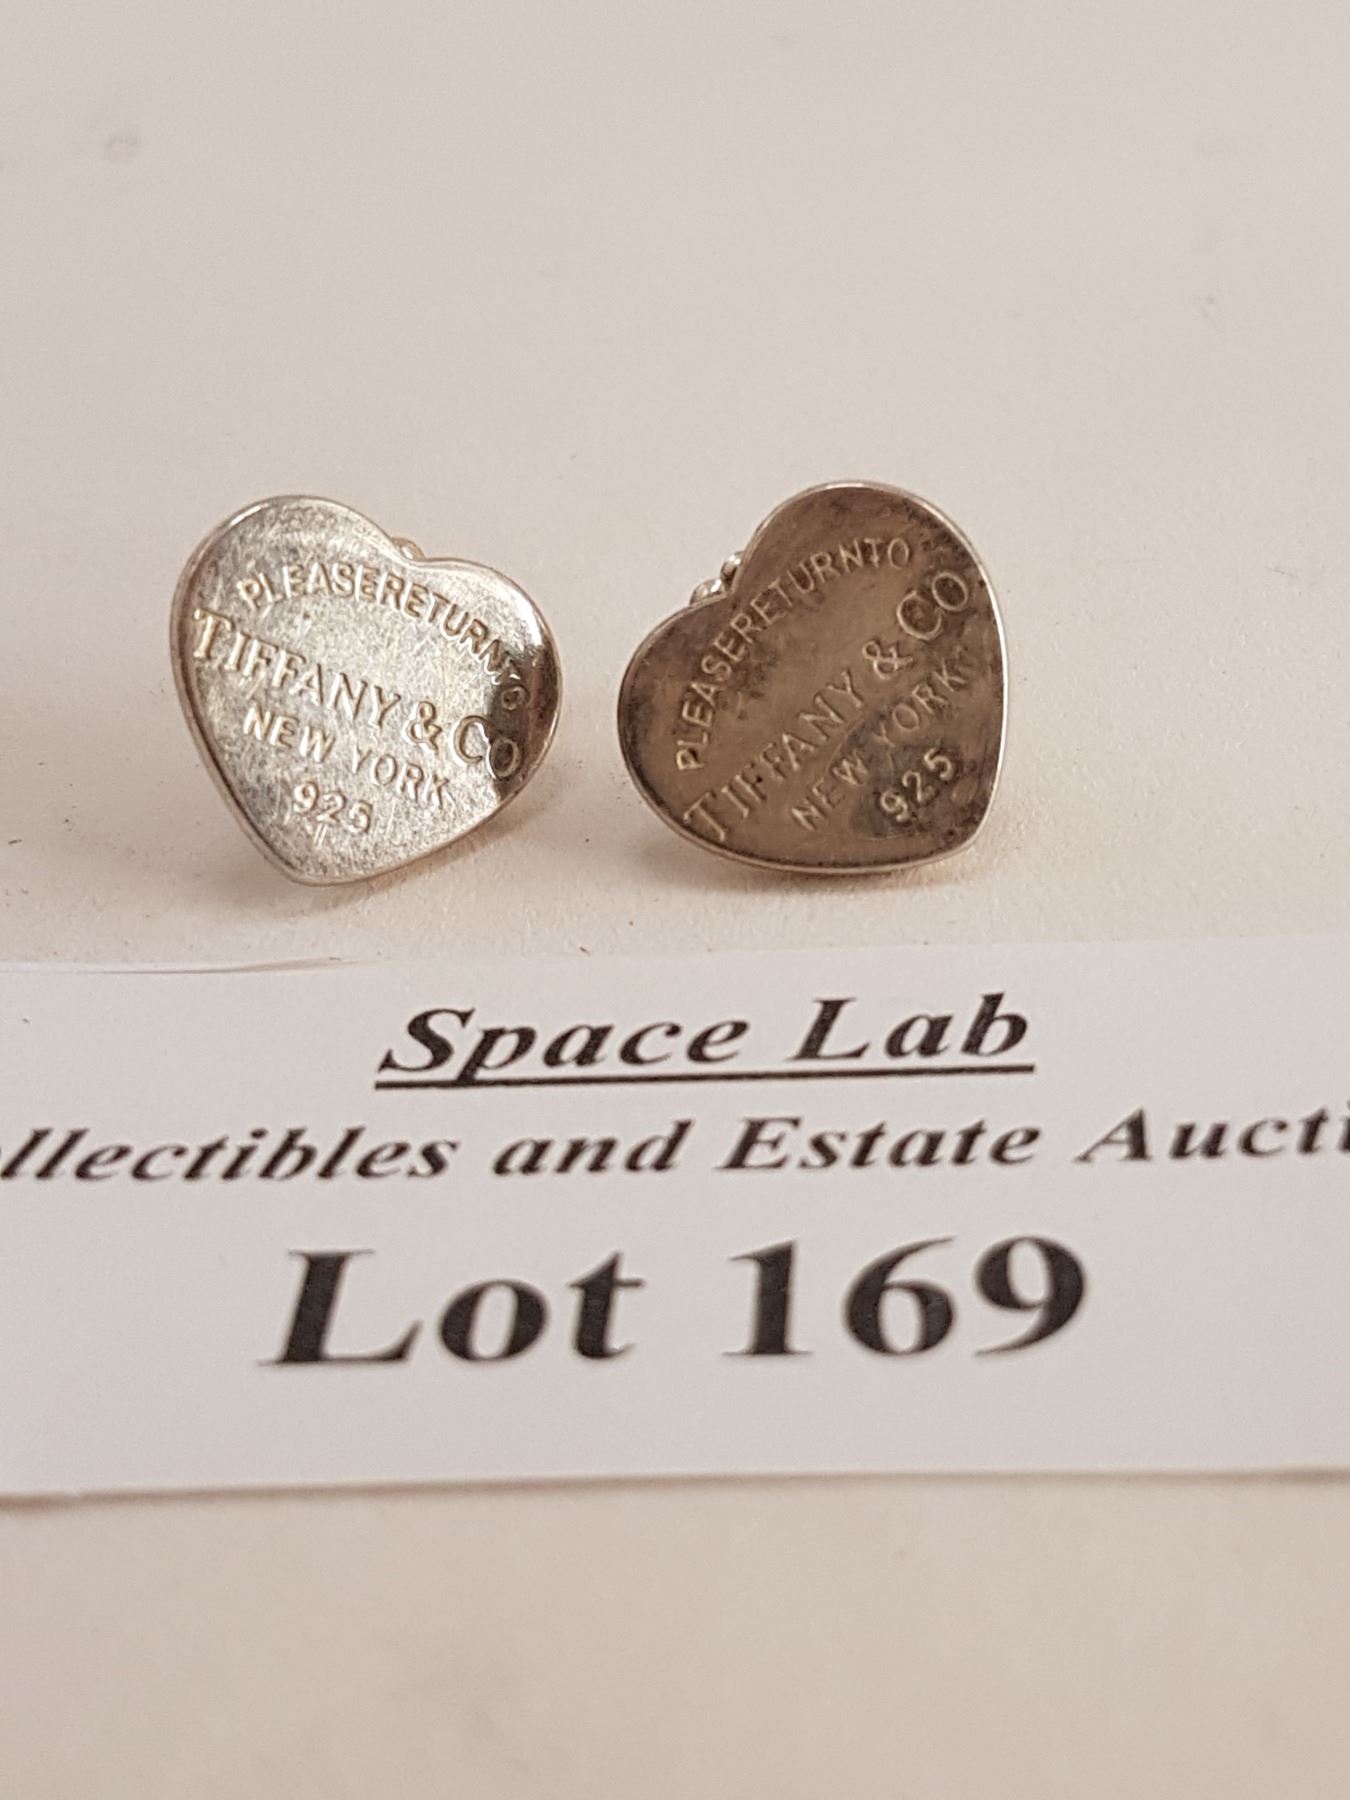 PLEASERETURNTO
TIFFANY & CO
NEW YORK
925
PLEASERETURNTO
TIFFANY & CO
NEW YORK
925
Space Lab
ollectibles and Estate Aucti
Lot 169